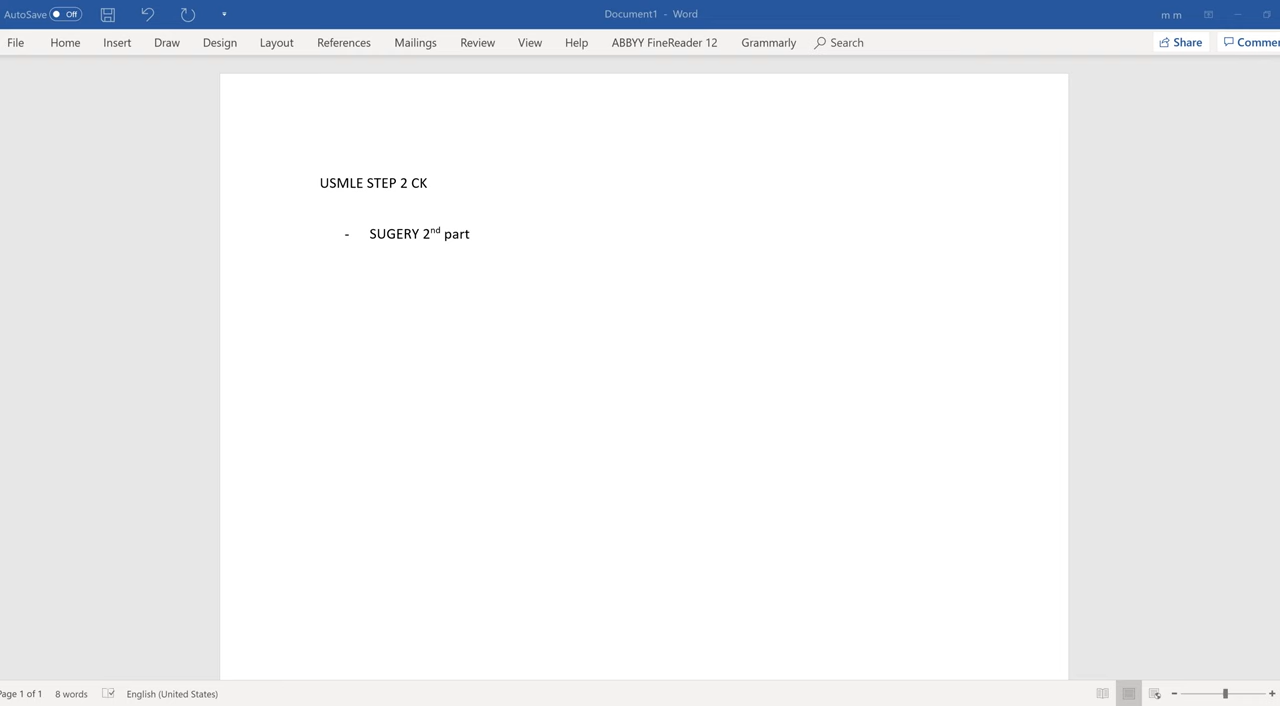 AutoSave Off Document1 - Word m m
File Home Insert Draw Design Layout References Mailings Review View Help ABBYY FineReader 12 Grammarly Search Share Commen
USMLE STEP 2 CK
- SUGERY 2nd part
Page 1 of 1 8 words English (United States)